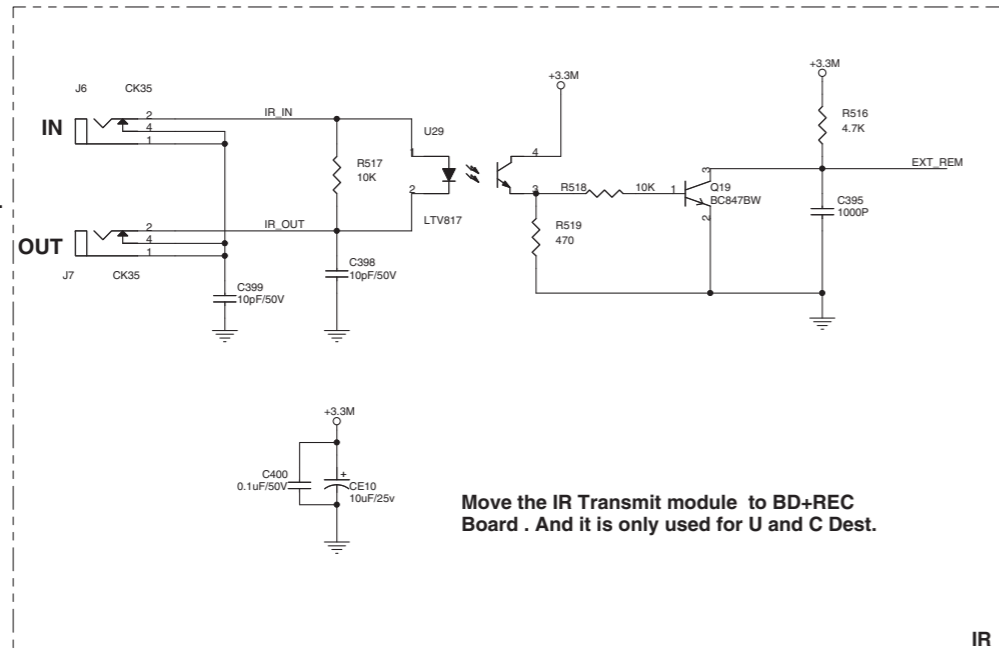 +3.3M
+3.3M
J6 CK35
IN
2
4
1
IR_IN
U29
1
4
R516
4.7K
R517
10K
EXT_REM
2
3
R518 10K
1
3
Q19
BC847BW
C395
1000P
LTV817
2
IR_OUT
OUT
2
4
1
R519
470
J7 CK35
C398
10pF/50V
C399
10pF/50V
+3.3M
C400
0.1uF/50V
+
CE10
10uF/25v
Move the IR Transmit module to BD+REC
Board . And it is only used for U and C Dest.
IR